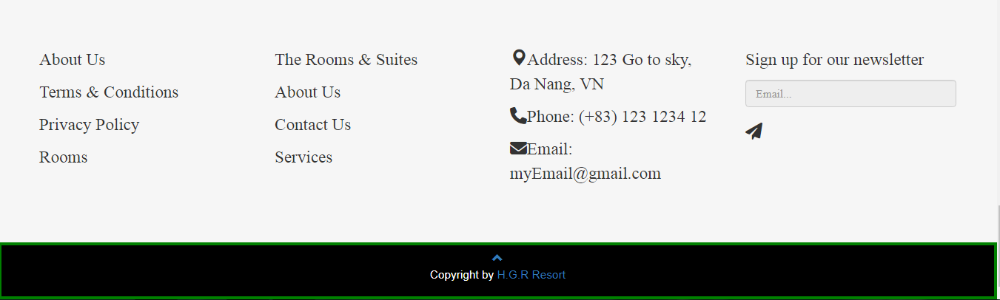 About Us
Terms & Conditions
Privacy Policy
Rooms
The Rooms & Suites
About Us
Contact Us
Services
Address: 123 Go to sky,
Da Nang, VN
Phone: (+83) 123 1234 12
Email:
myEmail@gmail.com
Sign up for our newsletter
Email...
Copyright by H.G.R Resort